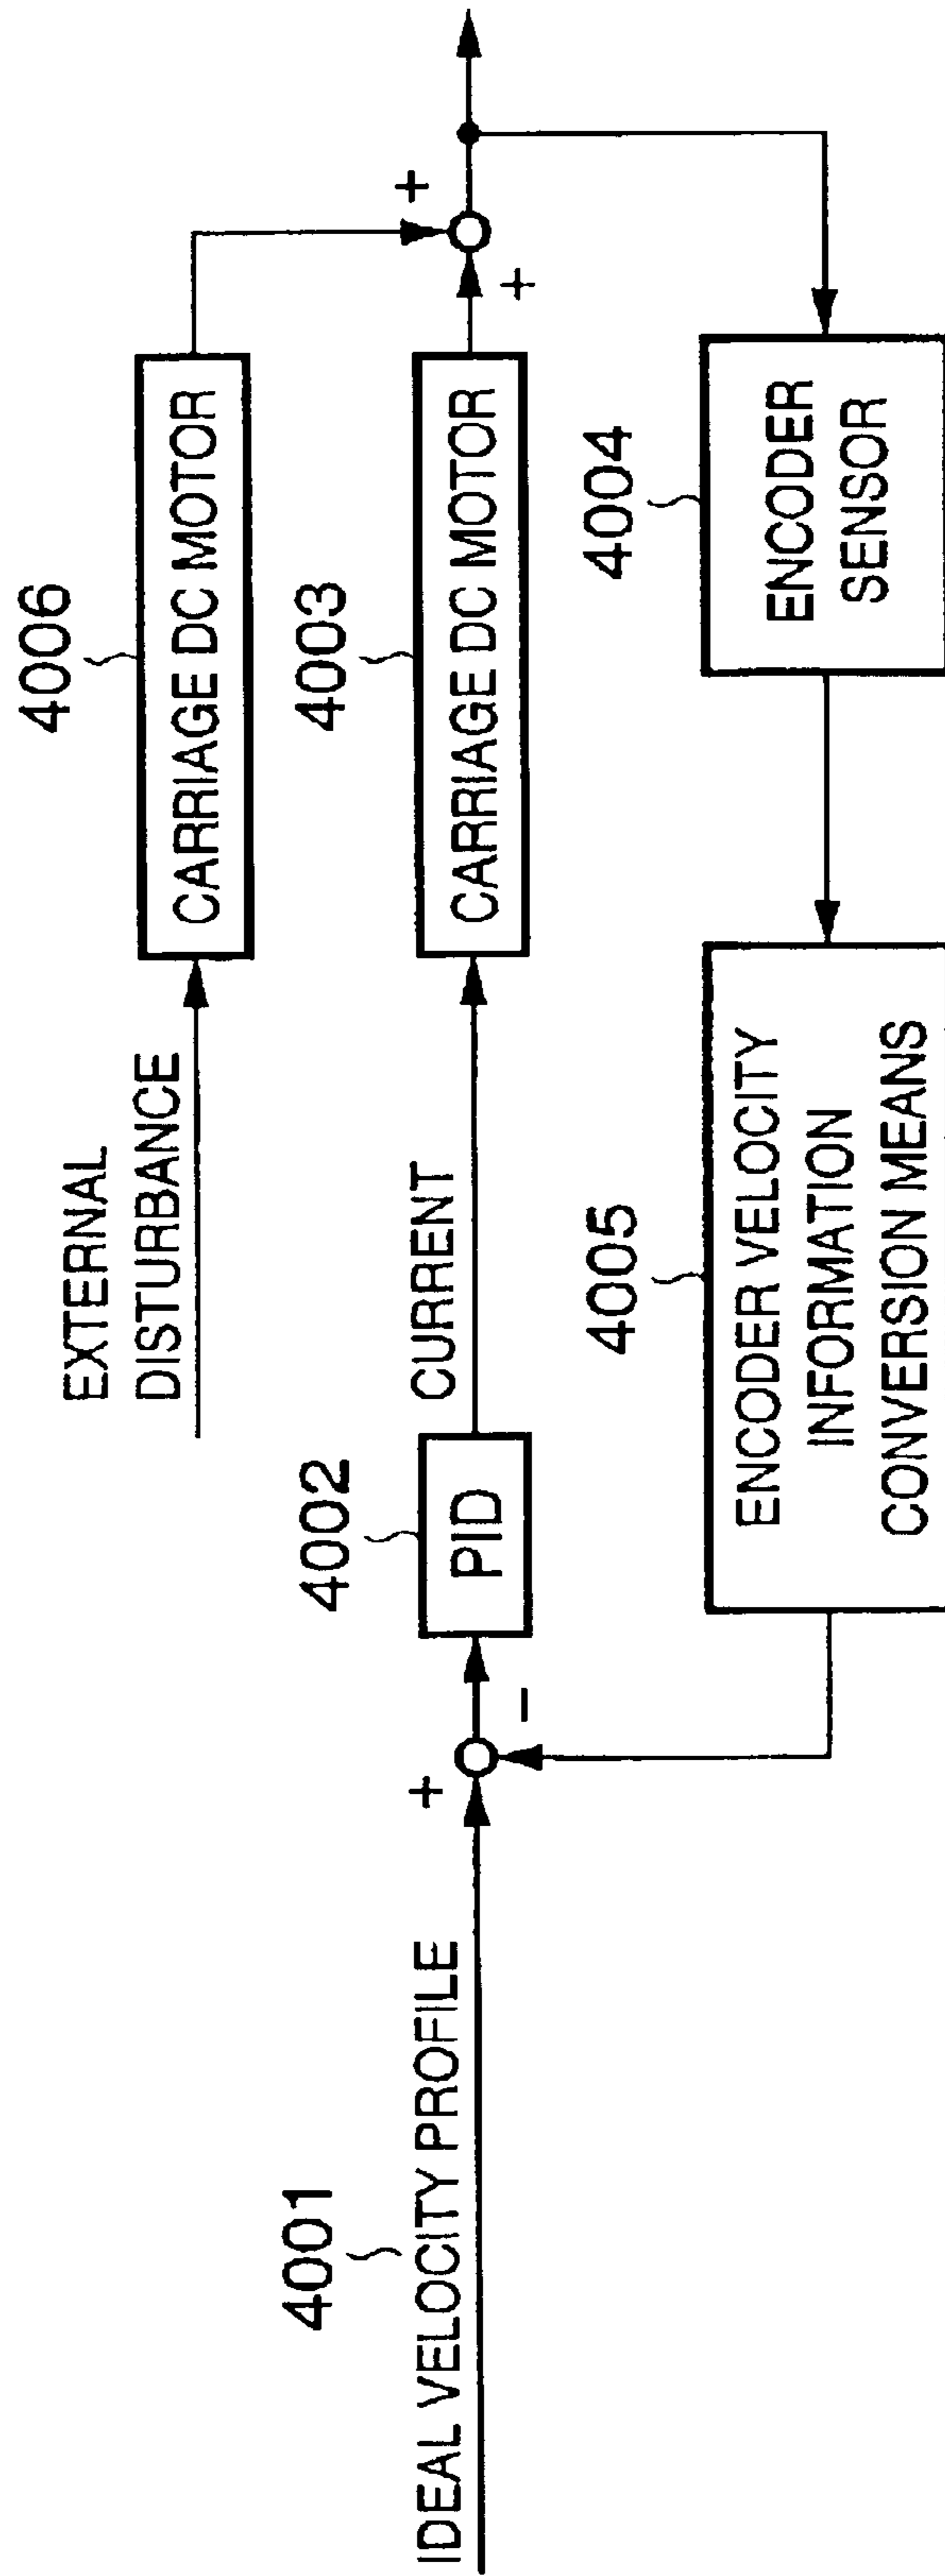 EXTERNAL
DISTURBANCE
4006
CARRIAGE DC MOTOR
+
4001
IDEAL VELOCITY PROFILE
+
−
4002
PID
CURRENT
4003
CARRIAGE DC MOTOR
+
4005
ENCODER VELOCITY
INFORMATION
CONVERSION MEANS
4004
ENCODER
SENSOR